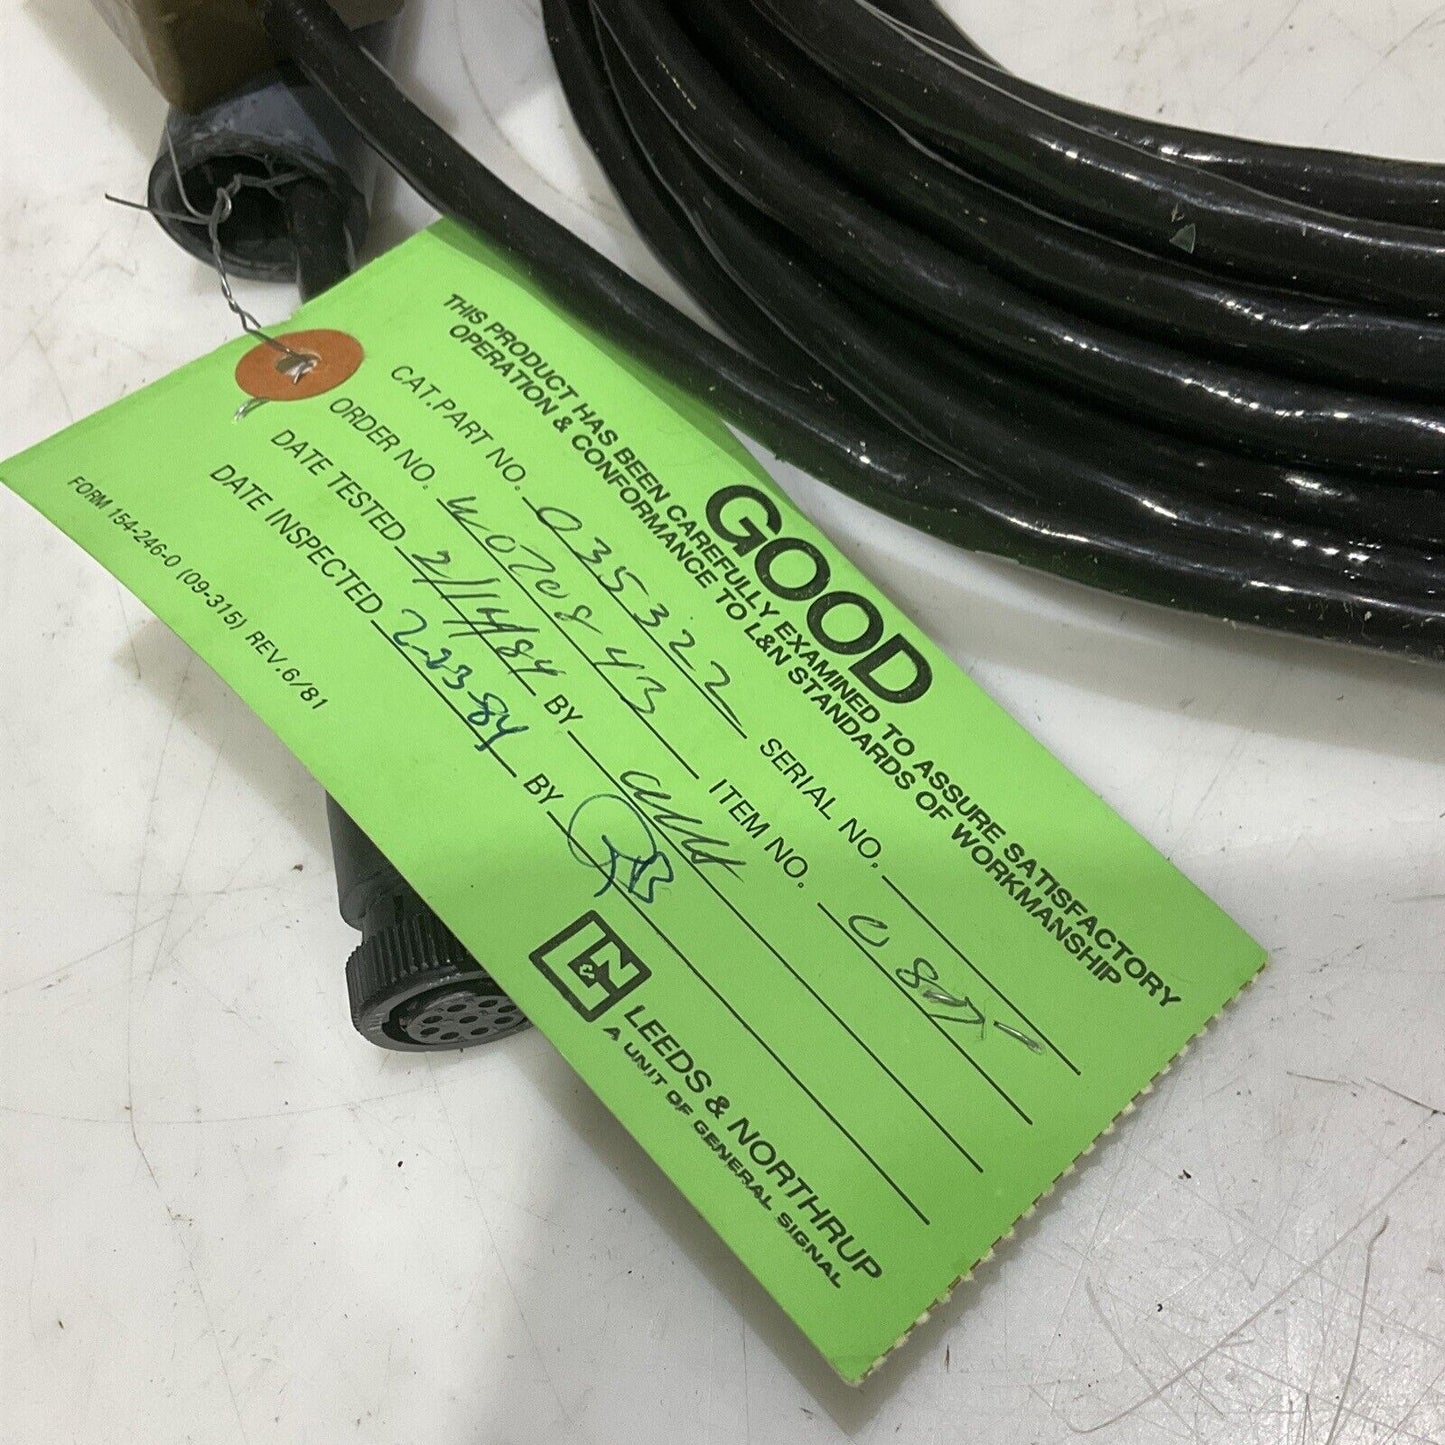 GOOD
THIS PRODUCT HAS BEEN CAREFULLY EXAMINED TO ASSURE SATISFACTORY
OPERATION & CONFORMANCE TO L&N STANDARDS OF WORKMANSHIP
CAT.PART NO. 035322 SERIAL NO.
ORDER NO. ITEM NO.
DATE TESTED 2/14/84 BY
DATE INSPECTED 2-23-84 BY
L&N LEEDS & NORTHRUP
A UNIT OF GENERAL SIGNAL
FORM 154-246-0 (09-315) REV.6/81